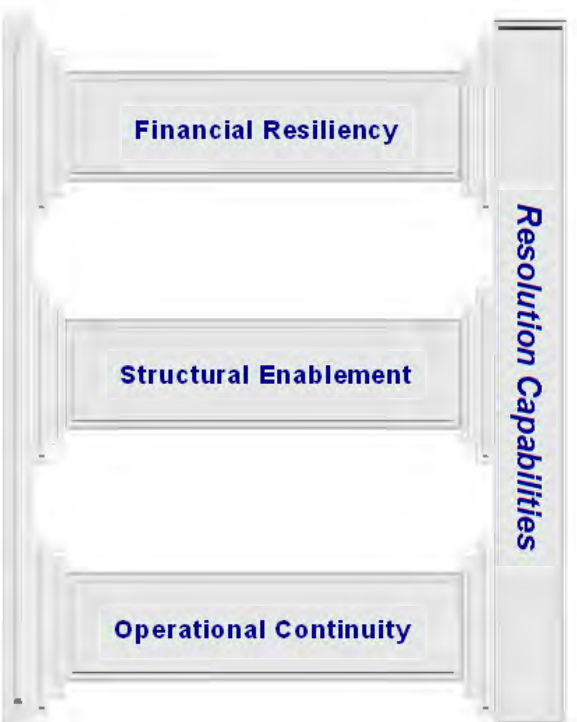 Financial Resiliency
Structural Enablement
Operational Continuity
Resolution Capabilities